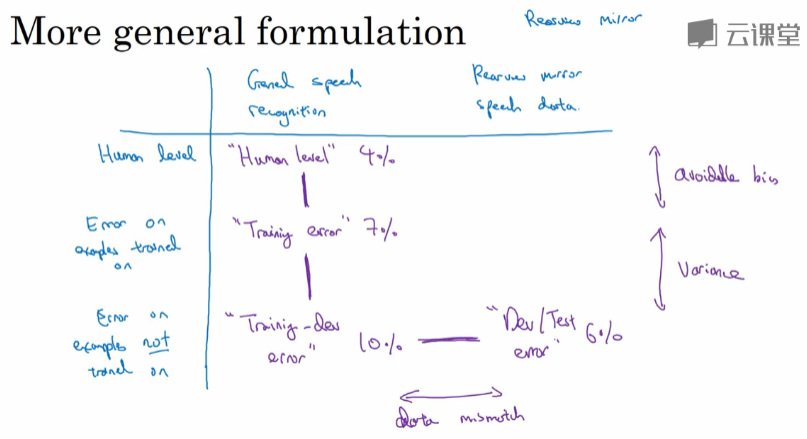 More general formulation
Rearview mirror
云课堂
General speech
recognition
Rearview mirror
speech data.
Human level
"Human level" 4%
avoidable bias
Error on
examples trained
on
"Training error" 7%
Variance
Error on
examples not
trained on
"Training-dev
error" 10%
"Dev/Test
error" 6%
data mismatch